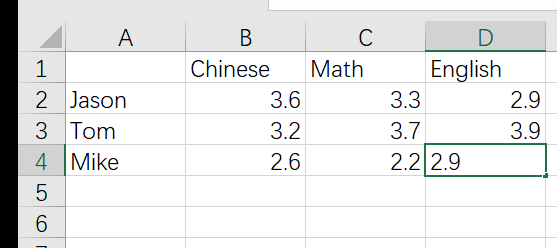 A B C D
1 Chinese Math English
2 Jason 3.6 3.3 2.9
3 Tom 3.2 3.7 3.9
4 Mike 2.6 2.2 2.9
5
6